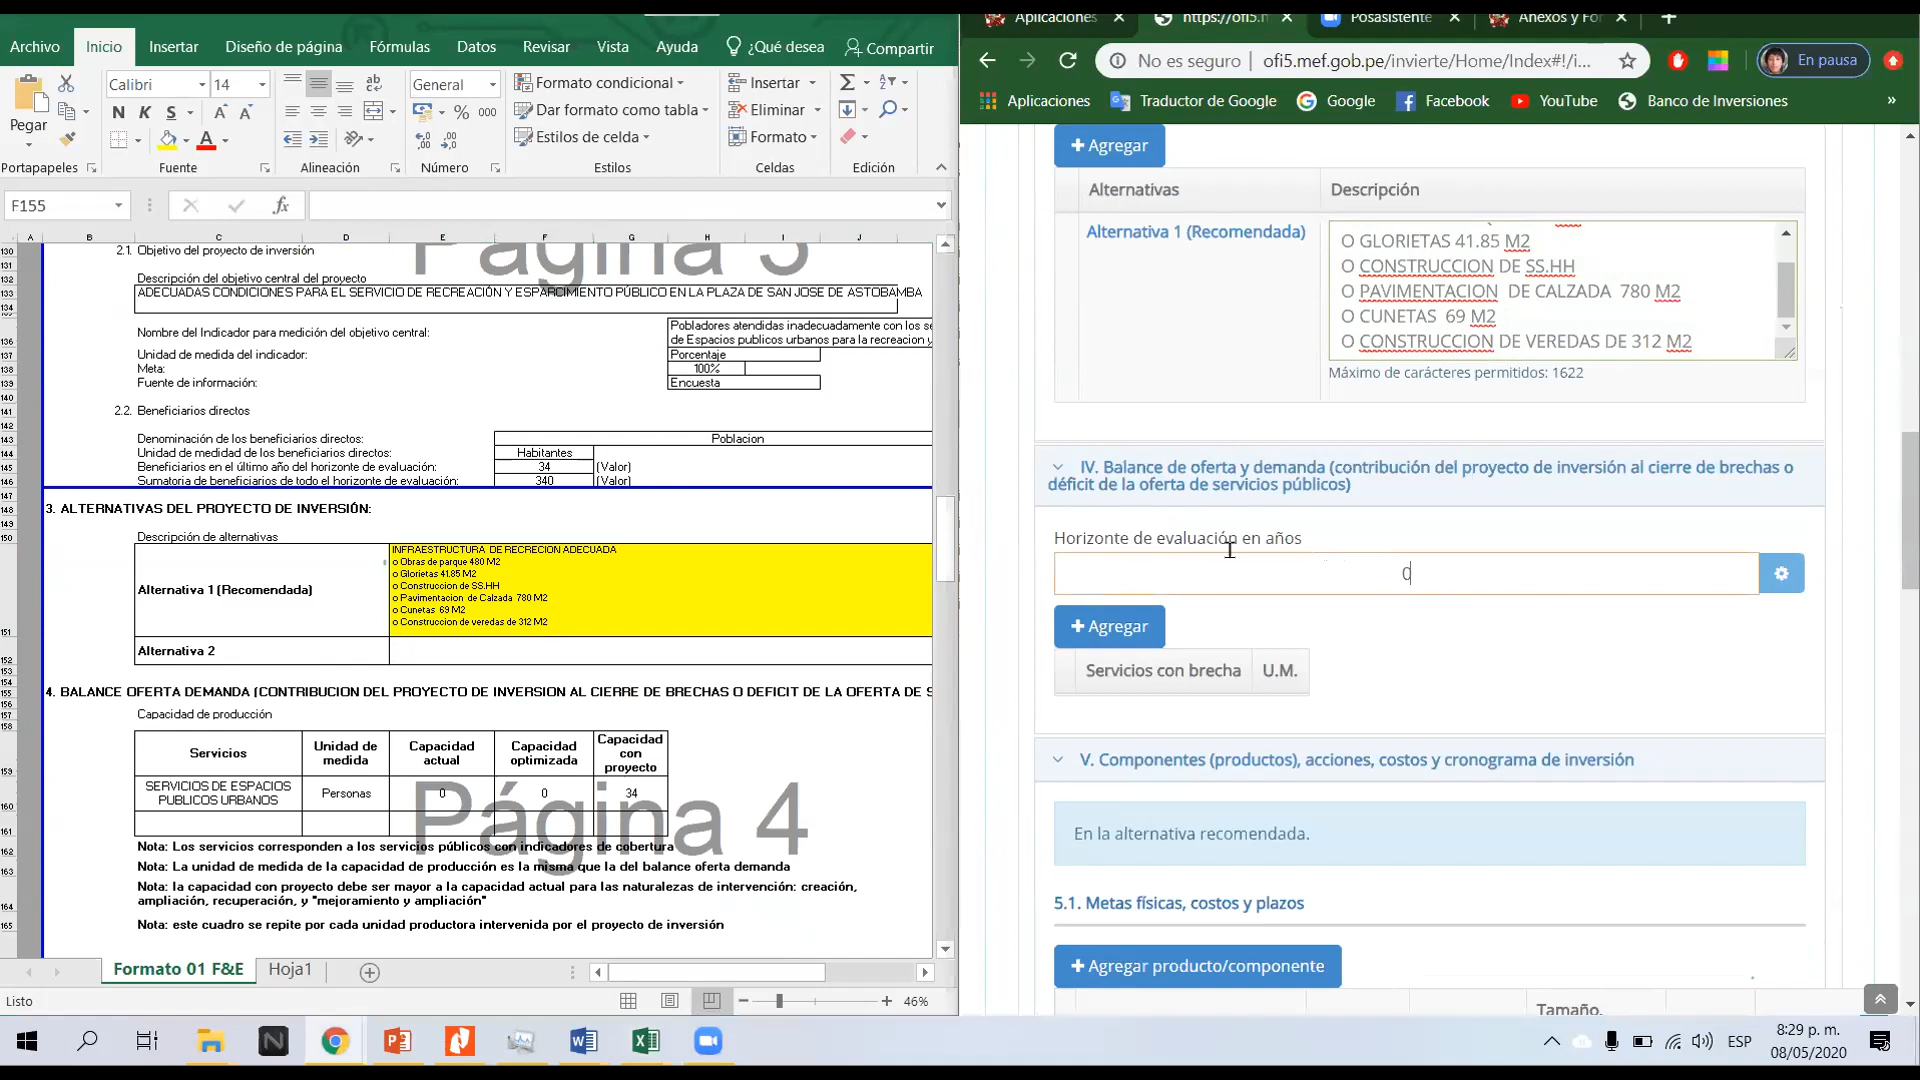 Archivo Inicio Insertar Diseño de página Fórmulas Datos Revisar Vista Ayuda ¿Qué desea Compartir
Pegar
Calibri 14
N K S
General
Formato condicional
Dar formato como tabla
Estilos de celda
Insertar
Eliminar
Formato
Portapapeles Fuente Alineación Número Estilos Celdas Edición
F155
fx
A B C D E F G H I J
Página 3
2.1. Objetivo del proyecto de inversión
Descripción del objetivo central del proyecto
ADECUADAS CONDICIONES PARA EL SERVICIO DE RECREACIÓN Y ESPARCIMIENTO PÚBLICO EN LA PLAZA DE SAN JOSE DE ASTOBAMBA
Nombre del Indicador para medición del objetivo central:
Pobladores atendidas inadecuadamente con los se
de Espacios publicos urbanos para la recreacion y
Unidad de medida del indicador: Porcentaje
Meta: 100%
Fuente de información: Encuesta
2.2. Beneficiarios directos
Denominación de los beneficiarios directos: Poblacion
Unidad de medidad de los beneficiarios directos: Habitantes
Beneficiarios en el último año del horizonte de evaluación: 34 (Valor)
Sumatoria de beneficiarios de todo el horizonte de evaluación: 340 (Valor)
3. ALTERNATIVAS DEL PROYECTO DE INVERSIÓN:
Descripción de alternativas
Alternativa 1 (Recomendada)
INFRAESTRUCTURA DE RECRECION ADECUADA
o Obras de parque 480 M2
o Glorietas 41.85 M2
o Construccion de SS.HH
o Pavimentacion de Calzada 780 M2
o Cunetas 69 M2
o Construccion de veredas de 312 M2
Alternativa 2
4. BALANCE OFERTA DEMANDA (CONTRIBUCION DEL PROYECTO DE INVERSION AL CIERRE DE BRECHAS O DEFICIT DE LA OFERTA DE S
Capacidad de producción
Servicios Unidad de medida Capacidad actual Capacidad optimizada Capacidad con proyecto
SERVICIOS DE ESPACIOS PUBLICOS URBANOS Personas 0 0 34
Página 4
Nota: Los servicios corresponden a los servicios públicos con indicadores de cobertura
Nota: La unidad de medida de la capacidad de producción es la misma que la del balance oferta demanda
Nota: la capacidad con proyecto debe ser mayor a la capacidad actual para las naturalezas de intervención: creación,
ampliación, recuperación, y "mejoramiento y ampliación"
Nota: este cuadro se repite por cada unidad productora intervenida por el proyecto de inversión
Formato 01 F&E Hoja1
Listo
46%
Aplicaciones https://ofi5.m Posasistente Anexos y For
No es seguro ofi5.mef.gob.pe/invierte/Home/Index#!/i... En pausa
Aplicaciones Traductor de Google Google Facebook YouTube Banco de Inversiones »
+ Agregar
Alternativas Descripción
Alternativa 1 (Recomendada)
O GLORIETAS 41.85 M2
O CONSTRUCCION DE SS.HH
O PAVIMENTACION DE CALZADA 780 M2
O CUNETAS 69 M2
O CONSTRUCCION DE VEREDAS DE 312 M2
Máximo de carácteres permitidos: 1622
IV. Balance de oferta y demanda (contribución del proyecto de inversión al cierre de brechas o
déficit de la oferta de servicios públicos)
Horizonte de evaluación en años
0
+ Agregar
Servicios con brecha U.M.
V. Componentes (productos), acciones, costos y cronograma de inversión
En la alternativa recomendada.
5.1. Metas físicas, costos y plazos
+ Agregar producto/componente
Tamaño,
ESP
8:29 p. m.
08/05/2020